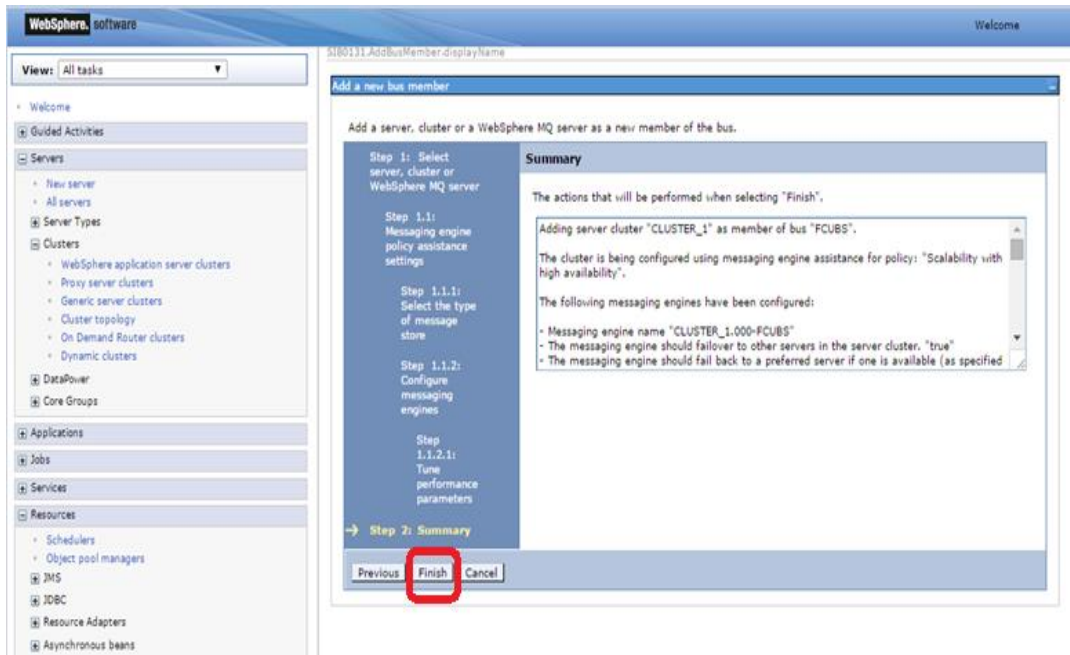 WebSphere. software
Welcome
View: All tasks
Welcome
Guided Activities
Servers
New server
All servers
Server Types
Clusters
WebSphere application server clusters
Proxy server clusters
Generic server clusters
Cluster topology
On Demand Router clusters
Dynamic clusters
DataPower
Core Groups
Applications
Jobs
Services
Resources
Schedulers
Object pool managers
JMS
JDBC
Resource Adapters
Asynchronous beans
SIB0131.AddBusMember.displayName
Add a new bus member
Add a server, cluster or a WebSphere MQ server as a new member of the bus.
Step 1: Select
server, cluster or
WebSphere MQ server
Step 1.1:
Messaging engine
policy assistance
settings
Step 1.1.1:
Select the type
of message
store
Step 1.1.2:
Configure
messaging
engines
Step
1.1.2.1:
Tune
performance
parameters
Step 2: Summary
Summary
The actions that will be performed when selecting "Finish".
Adding server cluster "CLUSTER_1" as member of bus "FCUBS".
The cluster is being configured using messaging engine assistance for policy: "Scalability with
high availability".
The following messaging engines have been configured:
- Messaging engine name "CLUSTER_1.000-FCUBS"
- The messaging engine should failover to other servers in the server cluster. "true"
- The messaging engine should fail back to a preferred server if one is available (as specified
Previous Finish Cancel